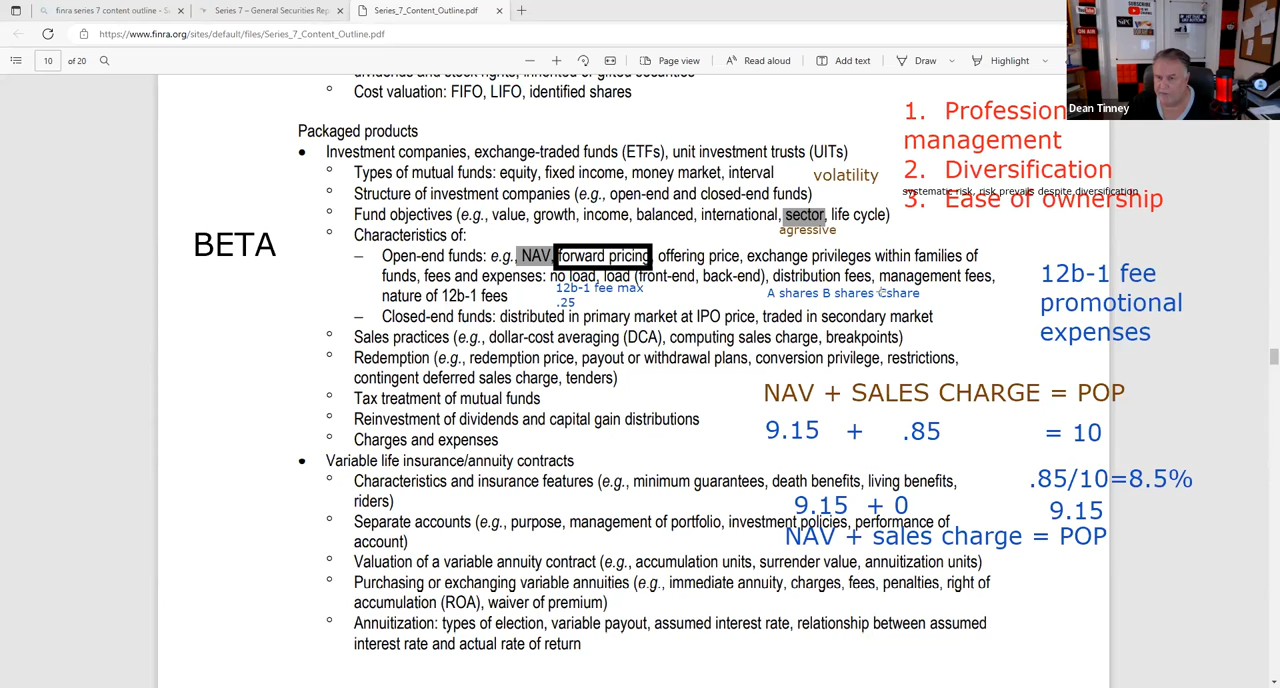 finra series 7 content outline - S
Series 7 – General Securities Rep
Series_7_Content_Outline.pdf
https://www.finra.org/sites/default/files/Series_7_Content_Outline.pdf
10 of 20
Page view
Read aloud
Add text
Draw
Highlight
Dean Tinney
dividends and stock rights, inherent of gifted securities
Cost valuation: FIFO, LIFO, identified shares
1. Profession
management
2. Diversification
systematic risk, risk prevails despite diversification
3. Ease of ownership
Packaged products
• Investment companies, exchange-traded funds (ETFs), unit investment trusts (UITs)
° Types of mutual funds: equity, fixed income, money market, interval
volatility
° Structure of investment companies (e.g., open-end and closed-end funds)
° Fund objectives (e.g., value, growth, income, balanced, international, sector, life cycle)
agressive
° Characteristics of:
BETA
– Open-end funds: e.g., NAV, forward pricing, offering price, exchange privileges within families of
funds, fees and expenses: no load, load (front-end, back-end), distribution fees, management fees,
nature of 12b-1 fees
12b-1 fee max
.25
A shares B shares Cshare
12b-1 fee
promotional
expenses
– Closed-end funds: distributed in primary market at IPO price, traded in secondary market
° Sales practices (e.g., dollar-cost averaging (DCA), computing sales charge, breakpoints)
° Redemption (e.g., redemption price, payout or withdrawal plans, conversion privilege, restrictions,
contingent deferred sales charge, tenders)
° Tax treatment of mutual funds
NAV + SALES CHARGE = POP
° Reinvestment of dividends and capital gain distributions
9.15 + .85 = 10
° Charges and expenses
• Variable life insurance/annuity contracts
° Characteristics and insurance features (e.g., minimum guarantees, death benefits, living benefits,
riders)
.85/10=8.5%
9.15 + 0 9.15
° Separate accounts (e.g., purpose, management of portfolio, investment policies, performance of
account)
NAV + sales charge = POP
° Valuation of a variable annuity contract (e.g., accumulation units, surrender value, annuitization units)
° Purchasing or exchanging variable annuities (e.g., immediate annuity, charges, fees, penalties, right of
accumulation (ROA), waiver of premium)
° Annuitization: types of election, variable payout, assumed interest rate, relationship between assumed
interest rate and actual rate of return